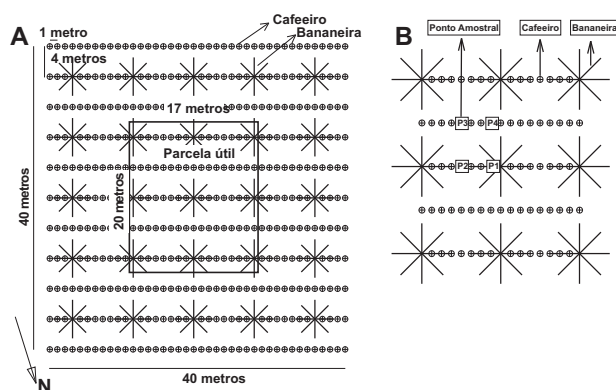 A
1 metro
4 metros
Cafeeiro
Bananeira
17 metros
Parcela útil
20 metros
40 metros
40 metros
N
B
Ponto Amostral
Cafeeiro
Bananeira
P3
P4
P2
P1